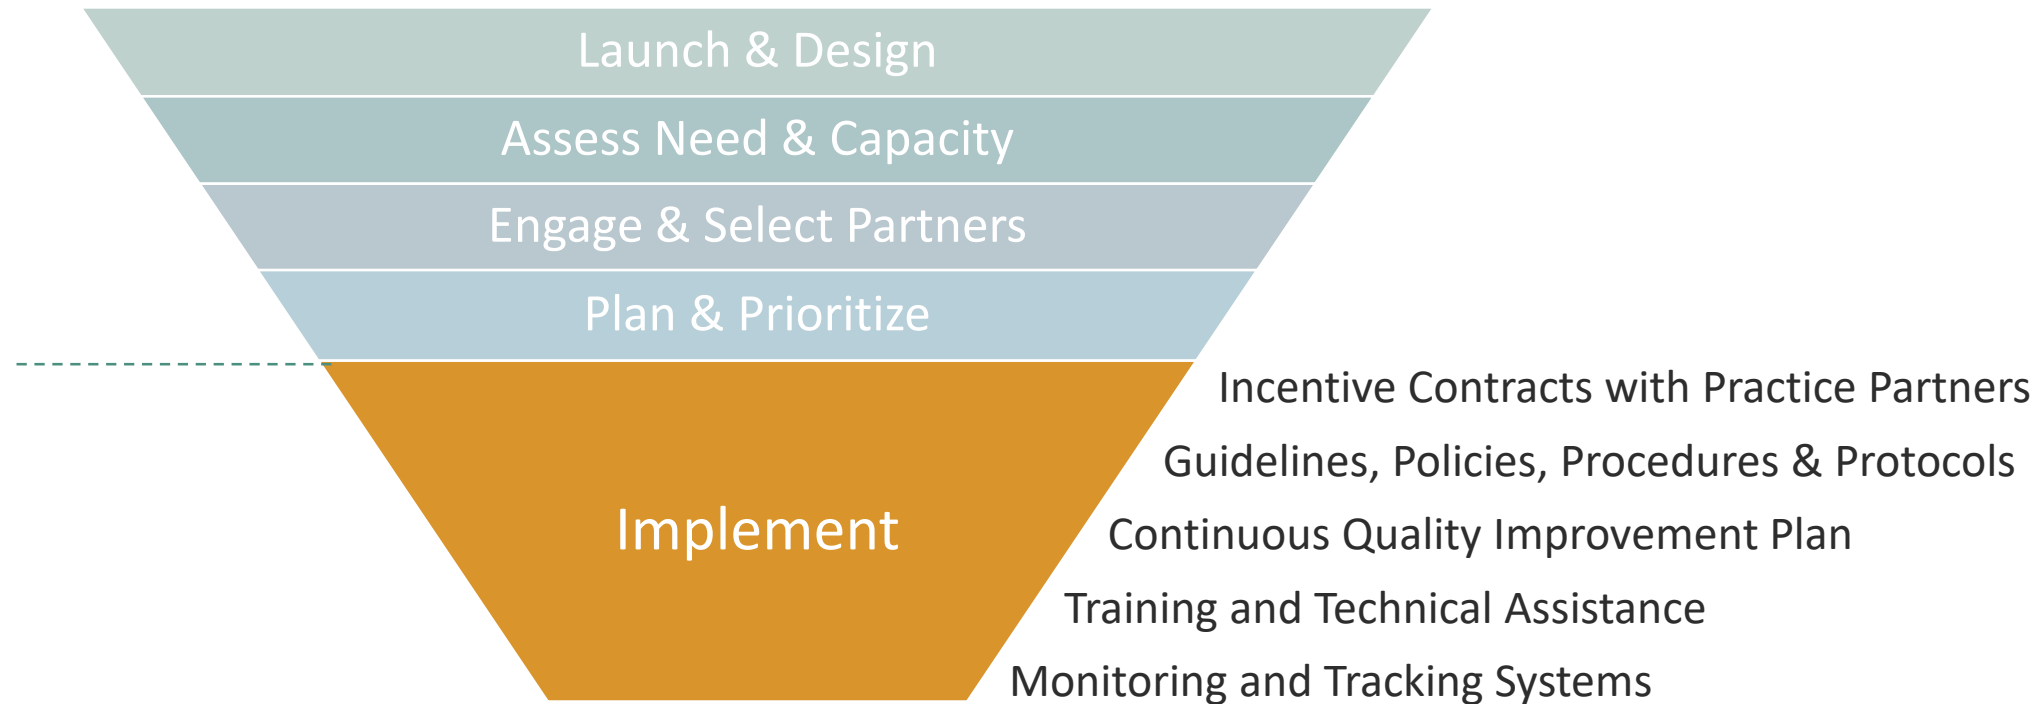 Launch & Design
Assess Need & Capacity
Engage & Select Partners
Plan & Prioritize
Implement
Incentive Contracts with Practice Partners
Guidelines, Policies, Procedures & Protocols
Continuous Quality Improvement Plan
Training and Technical Assistance
Monitoring and Tracking Systems